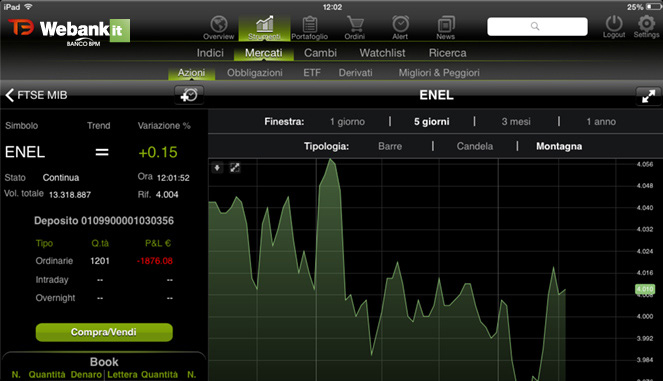 iPad 12:02 25%
T3 Webank.it
BANCO BPM
Overview Strumenti Portafoglio Ordini Alert News Logout Settings
Indici Mercati Cambi Watchlist Ricerca
Azioni Obbligazioni ETF Derivati Migliori & Peggiori
FTSE MIB ENEL
Simbolo Trend Variazione %
ENEL = +0.15
Stato Continua Ora 12:01:52
Vol. totale 13.318.887 Rif. 4.004
Deposito 0109900001030356
Tipo Q.tà P&L €
Ordinarie 1201 -1876.08
Intraday -- --
Overnight -- --
Compra/Vendi
Book
N. Quantità Denaro Lettera Quantità N.
Finestra: 1 giorno | 5 giorni | 3 mesi | 1 anno
Tipologia: Barre | Candela | Montagna
4.056
4.048
4.040
4.032
4.024
4.016
4.010
4.000
3.992
3.984